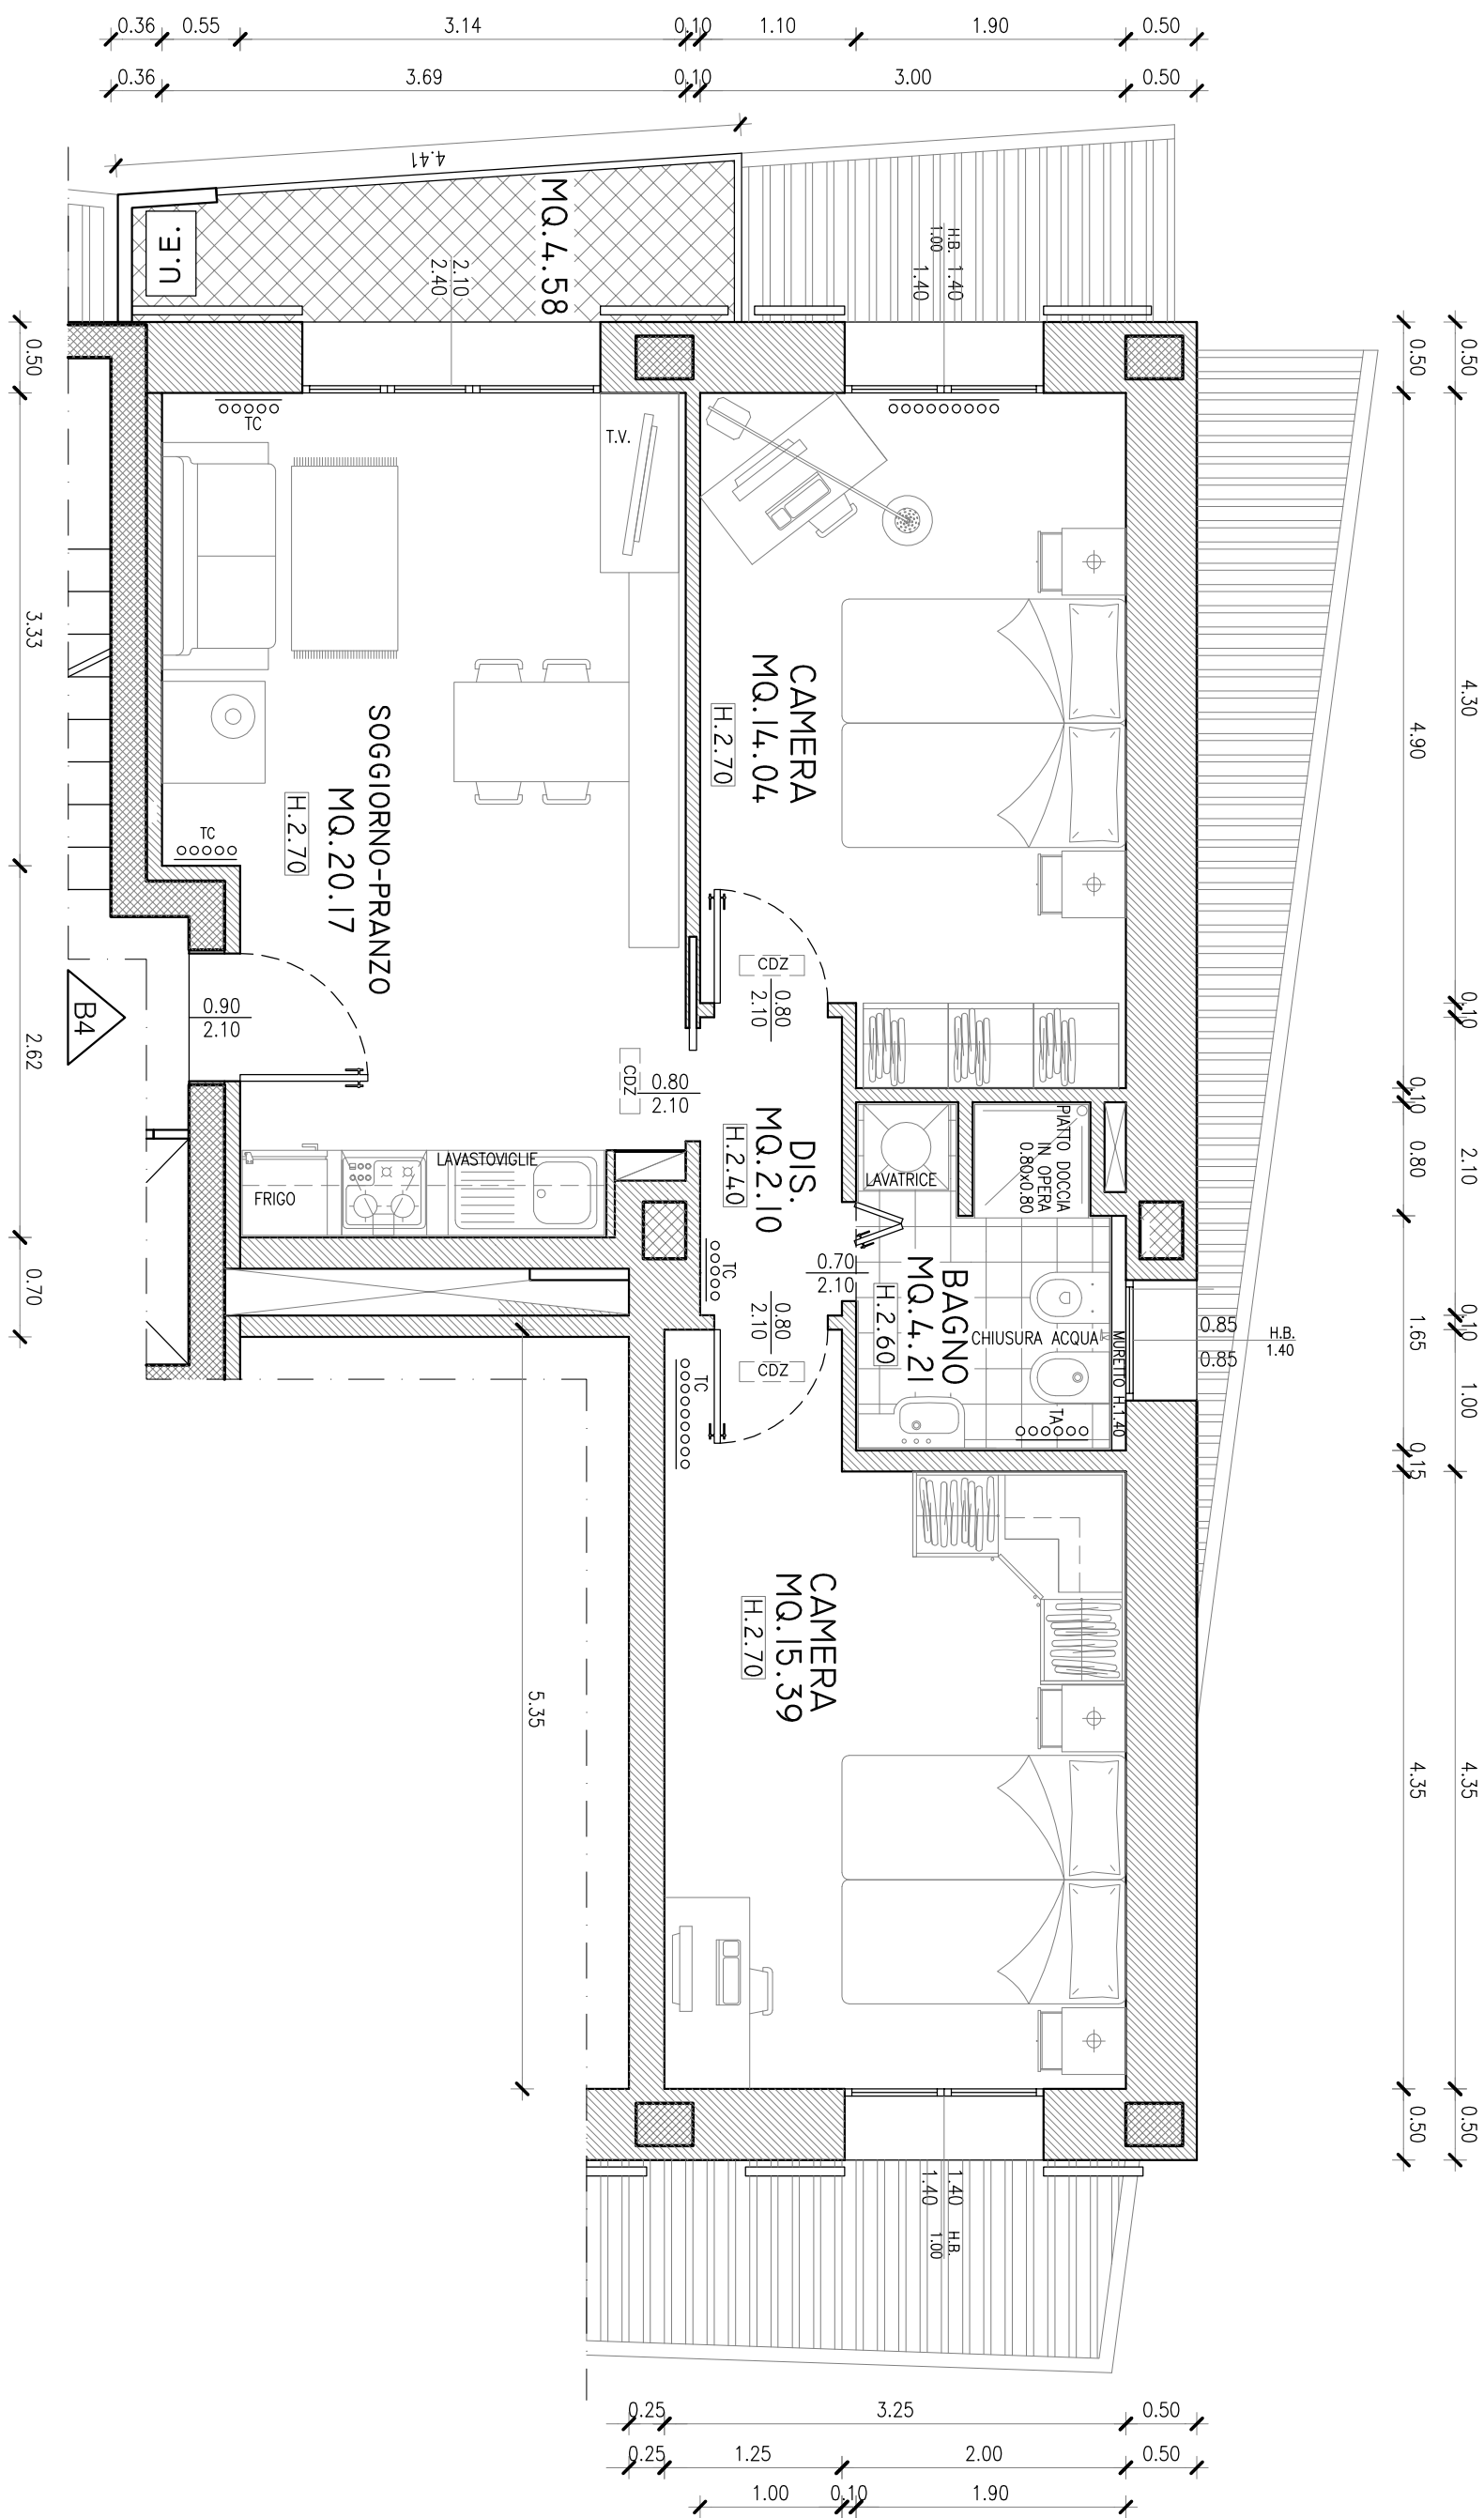 0.36
0.55
3.14
0.10
1.10
1.90
0.50
0.36
3.69
0.10
3.00
0.50
4.41
MQ.4.58
U.E.
2.10
2.40
H.B.
1.00
1.40
1.40
0.50
3.33
2.62
0.70
0.50
4.30
0.10
2.10
0.10
1.00
0.15
4.35
0.50
0.50
4.90
0.10
0.80
1.65
0.15
4.35
0.50
TC
T.V.
CAMERA
MQ.14.04
H.2.70
SOGGIORNO-PRANZO
MQ.20.17
H.2.70
TC
CDZ
0.80
2.10
B4
0.90
2.10
CDZ
0.80
2.10
DIS.
MQ.2.10
H.2.40
LAVASTOVIGLIE
FRIGO
LAVATRICE
PIATTO DOCCIA
IN OPERA
0.80x0.80
TC
0.70
2.10
BAGNO
MQ.4.21
H.2.60
CHIUSURA ACQUA
MURETTO H.1.40
TA
0.85
0.85
H.B.
1.40
0.80
2.10
CDZ
TC
CAMERA
MQ.15.39
H.2.70
5.35
1.40
1.40
H.B.
1.00
0.25
3.25
0.50
0.25
1.25
2.00
0.50
1.00
0.10
1.90